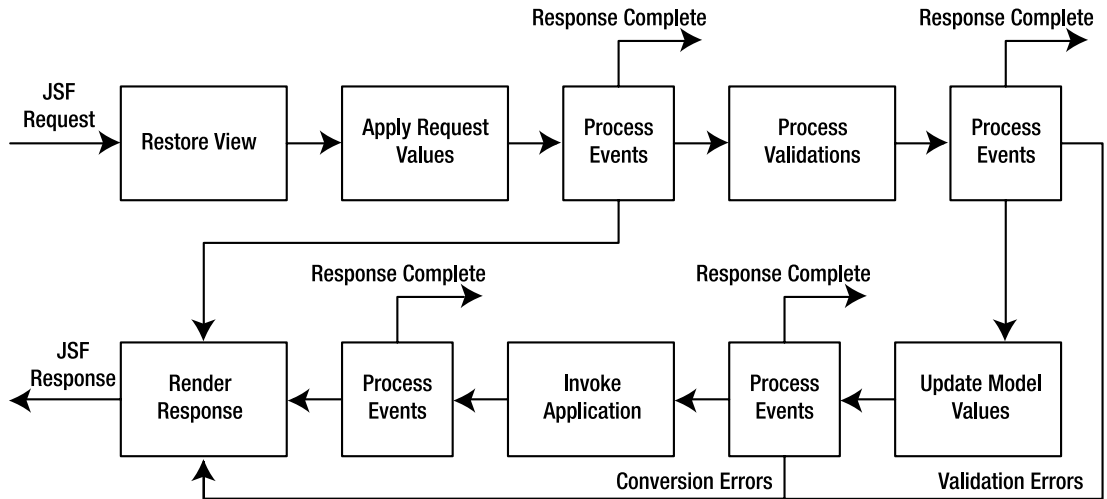 Response Complete
Response Complete
JSF
Request
Restore View
Apply Request
Values
Process
Events
Process
Validations
Process
Events
Response Complete
Response Complete
JSF
Response
Render
Response
Process
Events
Invoke
Application
Process
Events
Update Model
Values
Conversion Errors
Validation Errors